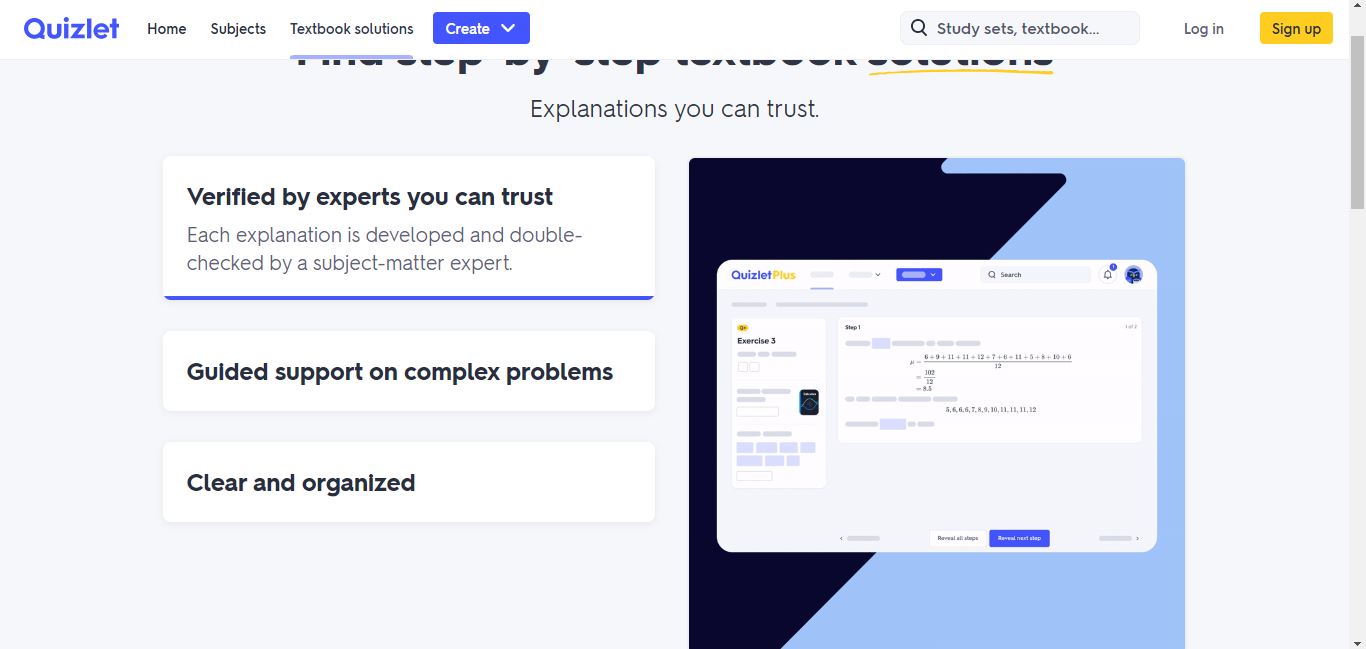 Quizlet
Home
Subjects
Textbook solutions
Create
Study sets, textbook...
Log in
Sign up
Find step-by-step textbook solutions
Explanations you can trust.
Verified by experts you can trust
Each explanation is developed and double-
checked by a subject-matter expert.
Guided support on complex problems
Clear and organized
QuizletPlus
Search
Q+
Exercise 3
Calculus
Step 1
1 of 2
μ = 6 + 9 + 11 + 11 + 12 + 7 + 6 + 11 + 5 + 8 + 10 + 6
12
= 102
12
= 8.5
5, 6, 6, 6, 7, 8, 9, 10, 11, 11, 11, 12
Reveal all steps
Reveal next step